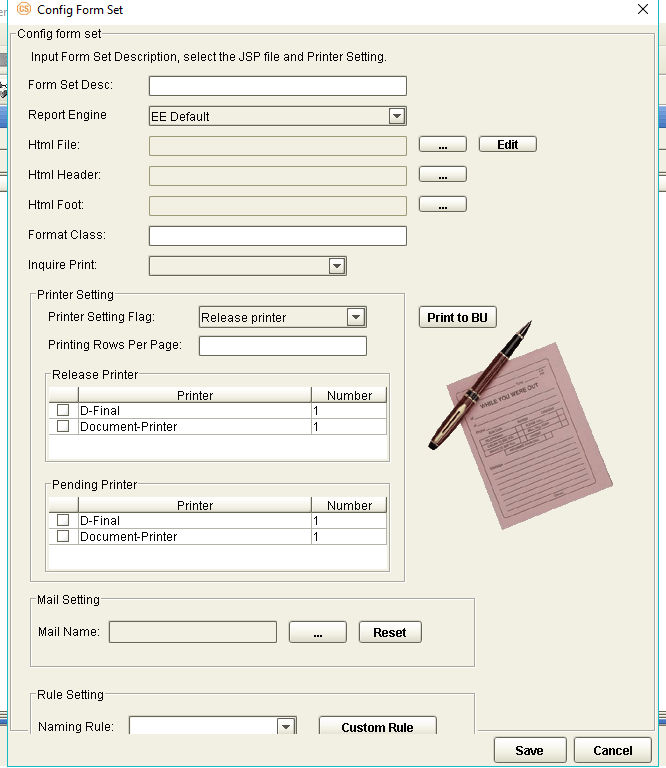 CS Config Form Set
Config form set
Input Form Set Description, select the JSP file and Printer Setting.
Form Set Desc:
Report Engine EE Default
Html File: ... Edit
Html Header: ...
Html Foot: ...
Format Class:
Inquire Print:
Printer Setting
Printer Setting Flag: Release printer Print to BU
Printing Rows Per Page:
Release Printer
Printer Number
D-Final 1
Document-Printer 1
Pending Printer
Printer Number
D-Final 1
Document-Printer 1
WHILE YOU WERE OUT
Mail Setting
Mail Name: ... Reset
Rule Setting
Naming Rule: Custom Rule
Save Cancel